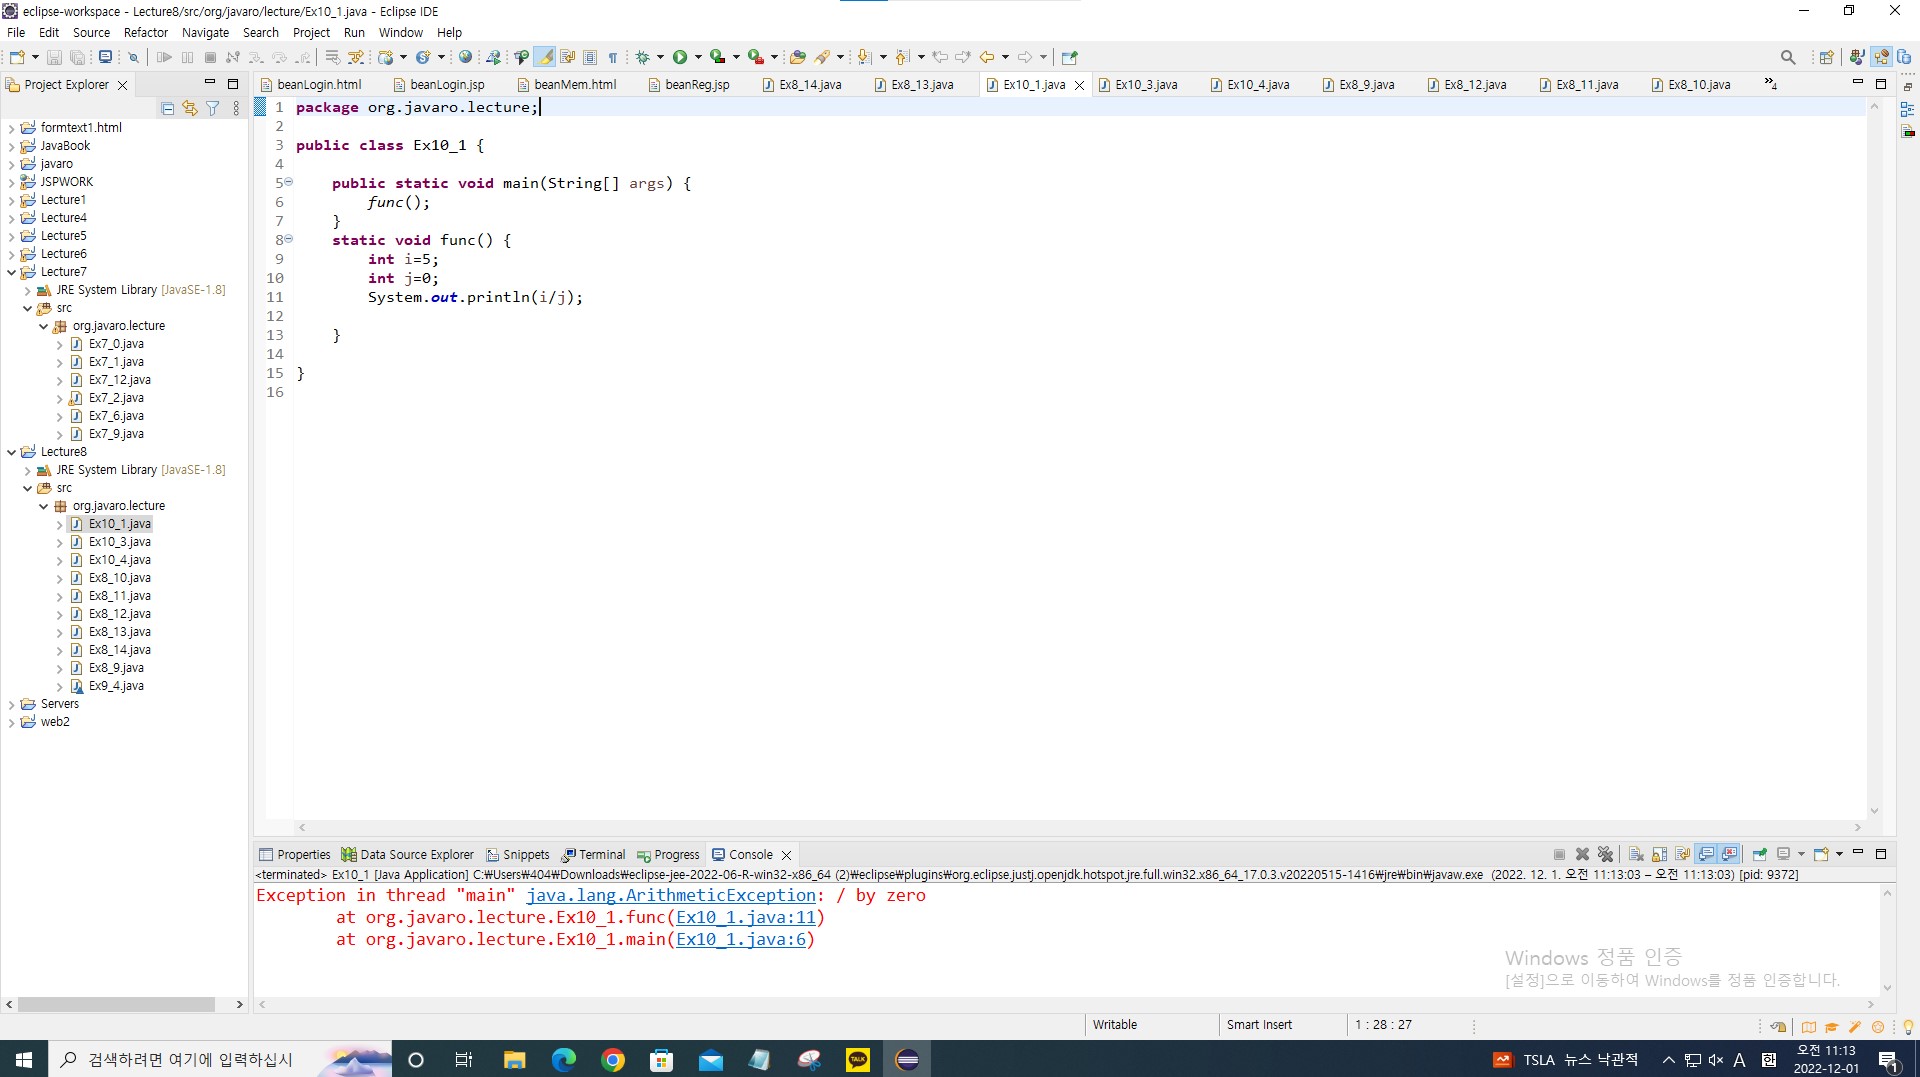 eclipse-workspace - Lecture8/src/org/javaro/lecture/Ex10_1.java - Eclipse IDE
File Edit Source Refactor Navigate Search Project Run Window Help
Project Explorer
beanLogin.html beanLogin.jsp beanMem.html beanReg.jsp Ex8_14.java Ex8_13.java Ex10_1.java Ex10_3.java Ex10_4.java Ex8_9.java Ex8_12.java Ex8_11.java Ex8_10.java »4
formtext1.html
JavaBook
javaro
JSPWORK
Lecture1
Lecture4
Lecture5
Lecture6
Lecture7
JRE System Library [JavaSE-1.8]
src
org.javaro.lecture
Ex7_0.java
Ex7_1.java
Ex7_12.java
Ex7_2.java
Ex7_6.java
Ex7_9.java
Lecture8
JRE System Library [JavaSE-1.8]
src
org.javaro.lecture
Ex10_1.java
Ex10_3.java
Ex10_4.java
Ex8_10.java
Ex8_11.java
Ex8_12.java
Ex8_13.java
Ex8_14.java
Ex8_9.java
Ex9_4.java
Servers
web2
1 package org.javaro.lecture;
2
3 public class Ex10_1 {
4
5 public static void main(String[] args) {
6 func();
7 }
8 static void func() {
9 int i=5;
10 int j=0;
11 System.out.println(i/j);
12
13 }
14
15 }
16
Properties Data Source Explorer Snippets Terminal Progress Console
<terminated> Ex10_1 [Java Application] C:₩Users₩404₩Downloads₩eclipse-jee-2022-06-R-win32-x86_64 (2)₩eclipse₩plugins₩org.eclipse.justj.openjdk.hotspot.jre.full.win32.x86_64_17.0.3.v20220515-1416₩jre₩bin₩javaw.exe (2022. 12. 1. 오전 11:13:03 – 오전 11:13:03) [pid: 9372]
Exception in thread "main" java.lang.ArithmeticException: / by zero
at org.javaro.lecture.Ex10_1.func(Ex10_1.java:11)
at org.javaro.lecture.Ex10_1.main(Ex10_1.java:6)
Windows 정품 인증
[설정]으로 이동하여 Windows를 정품 인증합니다.
Writable Smart Insert 1 : 28 : 27
검색하려면 여기에 입력하십시
TALK
TSLA 뉴스 낙관적
A 한
오전 11:13
2022-12-01
1